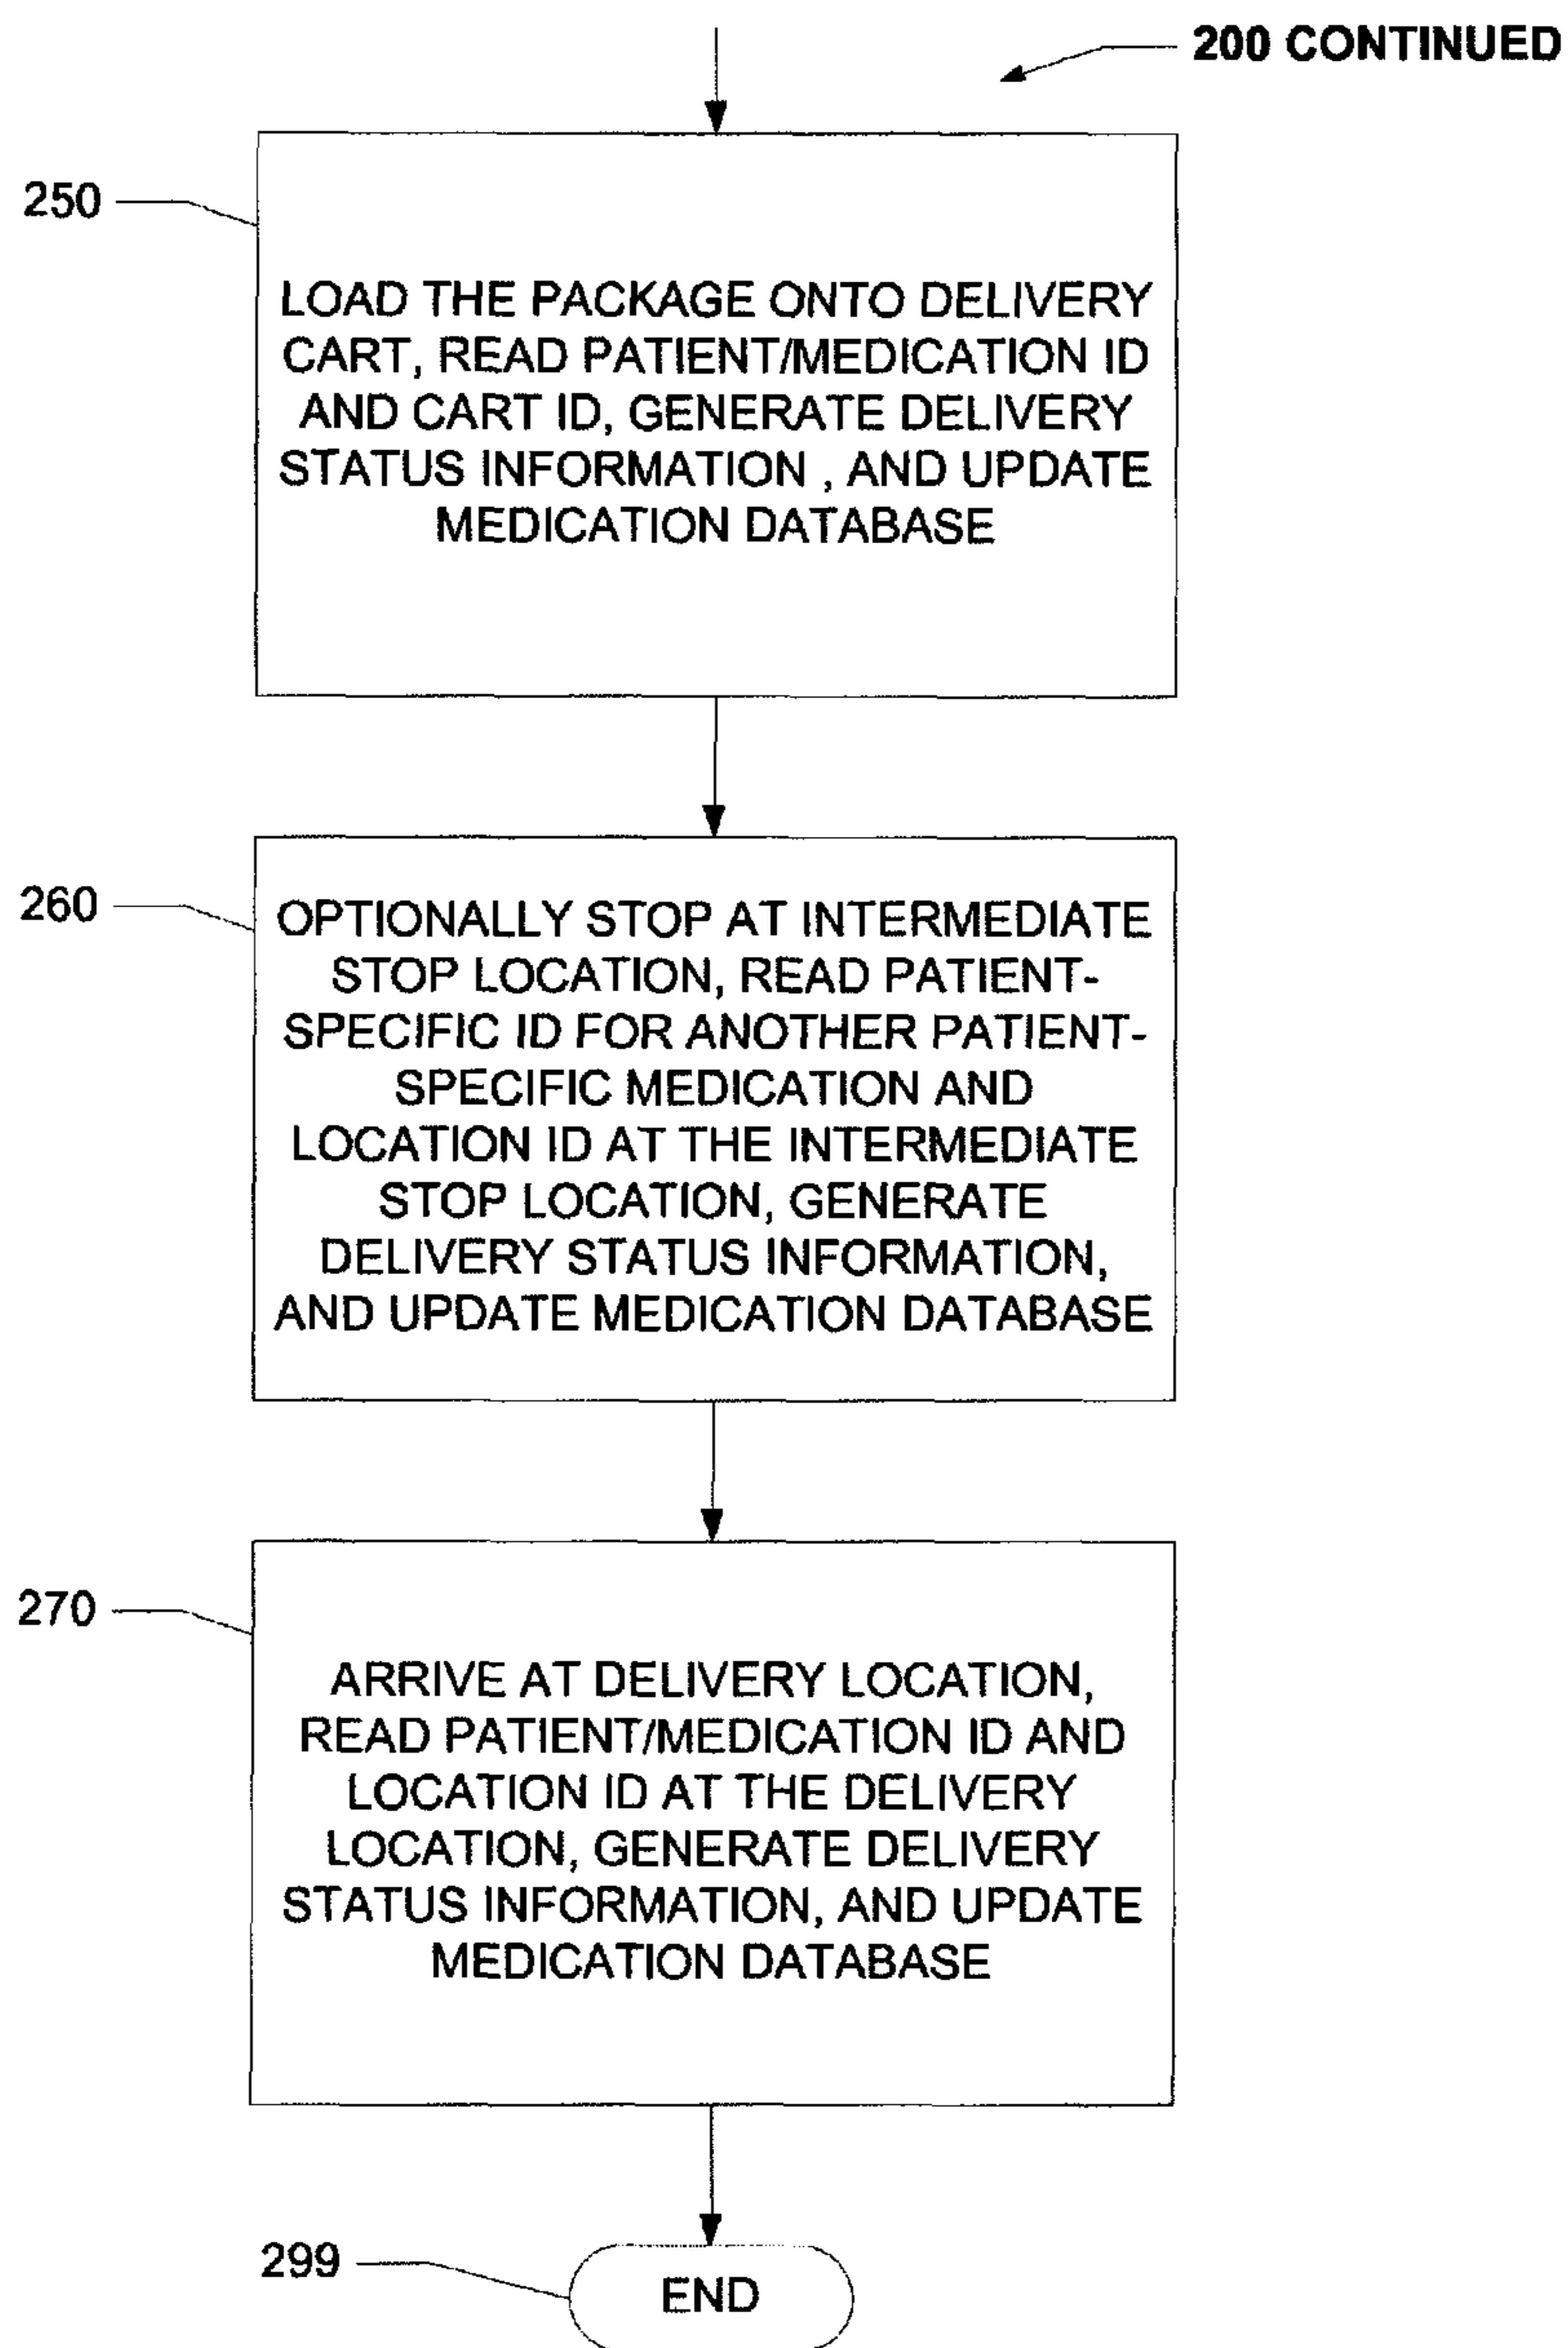 200 CONTINUED
250
LOAD THE PACKAGE ONTO DELIVERY
CART, READ PATIENT/MEDICATION ID
AND CART ID, GENERATE DELIVERY
STATUS INFORMATION , AND UPDATE
MEDICATION DATABASE
260
OPTIONALLY STOP AT INTERMEDIATE
STOP LOCATION, READ PATIENT-
SPECIFIC ID FOR ANOTHER PATIENT-
SPECIFIC MEDICATION AND
LOCATION ID AT THE INTERMEDIATE
STOP LOCATION, GENERATE
DELIVERY STATUS INFORMATION,
AND UPDATE MEDICATION DATABASE
270
ARRIVE AT DELIVERY LOCATION,
READ PATIENT/MEDICATION ID AND
LOCATION ID AT THE DELIVERY
LOCATION, GENERATE DELIVERY
STATUS INFORMATION, AND UPDATE
MEDICATION DATABASE
299
END